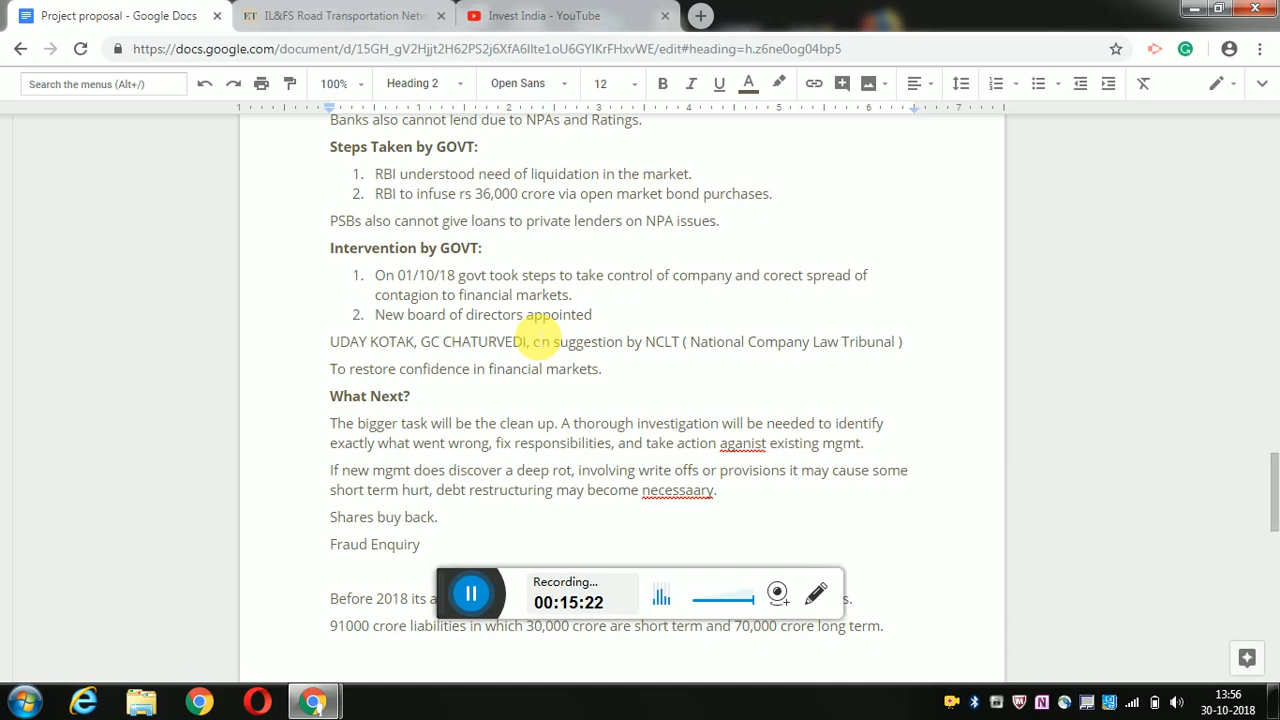 Project proposal - Google Docs
IL&FS Road Transportation Netw
Invest India - YouTube
https://docs.google.com/document/d/15GH_gV2Hjjt2H62PS2j6XfA6Ilte1oU6GYlKrFHxvWE/edit#heading=h.z6ne0og04bp5
Search the menus (Alt+/)
100%
Heading 2
Open Sans
12
B I U A
1 1 2 3 4 5 6 7
Banks also cannot lend due to NPAs and Ratings.
Steps Taken by GOVT:
1. RBI understood need of liquidation in the market.
2. RBI to infuse rs 36,000 crore via open market bond purchases.
PSBs also cannot give loans to private lenders on NPA issues.
Intervention by GOVT:
1. On 01/10/18 govt took steps to take control of company and corect spread of
contagion to financial markets.
2. New board of directors appointed
UDAY KOTAK, GC CHATURVEDI, on suggestion by NCLT ( National Company Law Tribunal )
To restore confidence in financial markets.
What Next?
The bigger task will be the clean up. A thorough investigation will be needed to identify
exactly what went wrong, fix responsibilities, and take action aganist existing mgmt.
If new mgmt does discover a deep rot, involving write offs or provisions it may cause some
short term hurt, debt restructuring may become necessaary.
Shares buy back.
Fraud Enquiry
Recording...
00:15:22
Before 2018 its
91000 crore liabilities in which 30,000 crore are short term and 70,000 crore long term.
13:56
30-10-2018